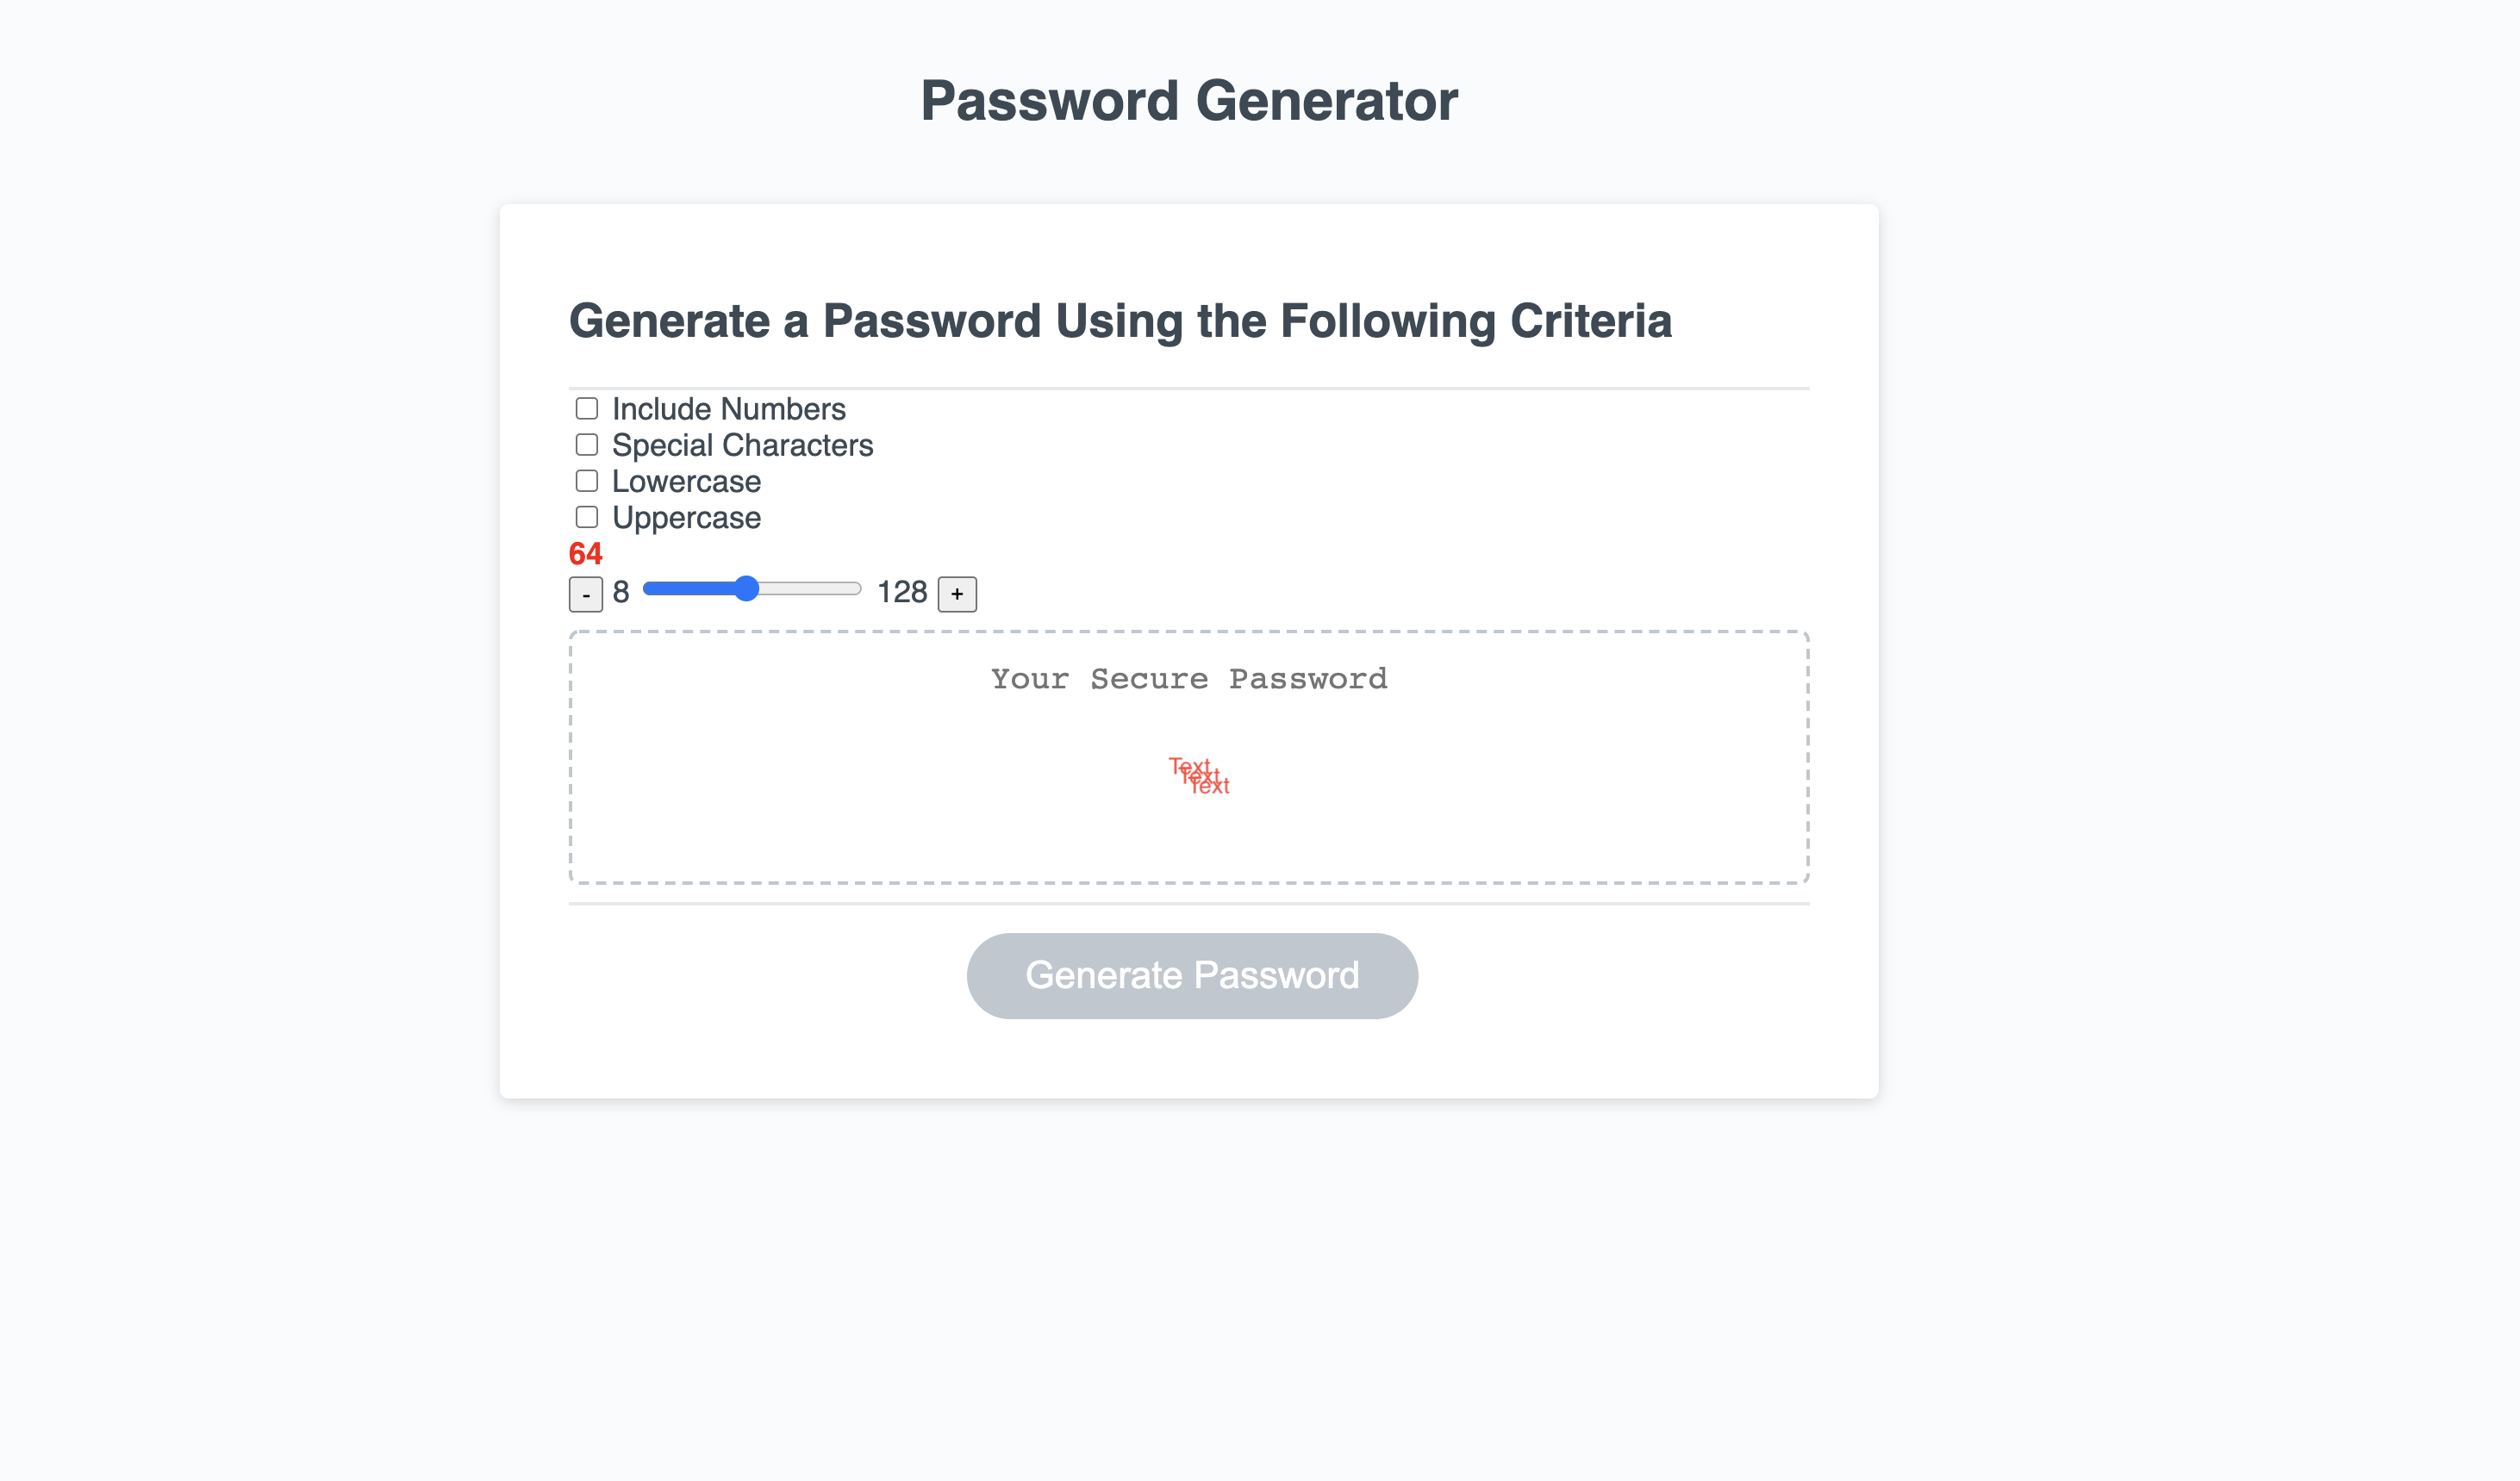 Password Generator
Generate a Password Using the Following Criteria
Include Numbers
Special Characters
Lowercase
Uppercase
64
- 8 128 +
Your Secure Password
Text
Text
Text
Generate Password